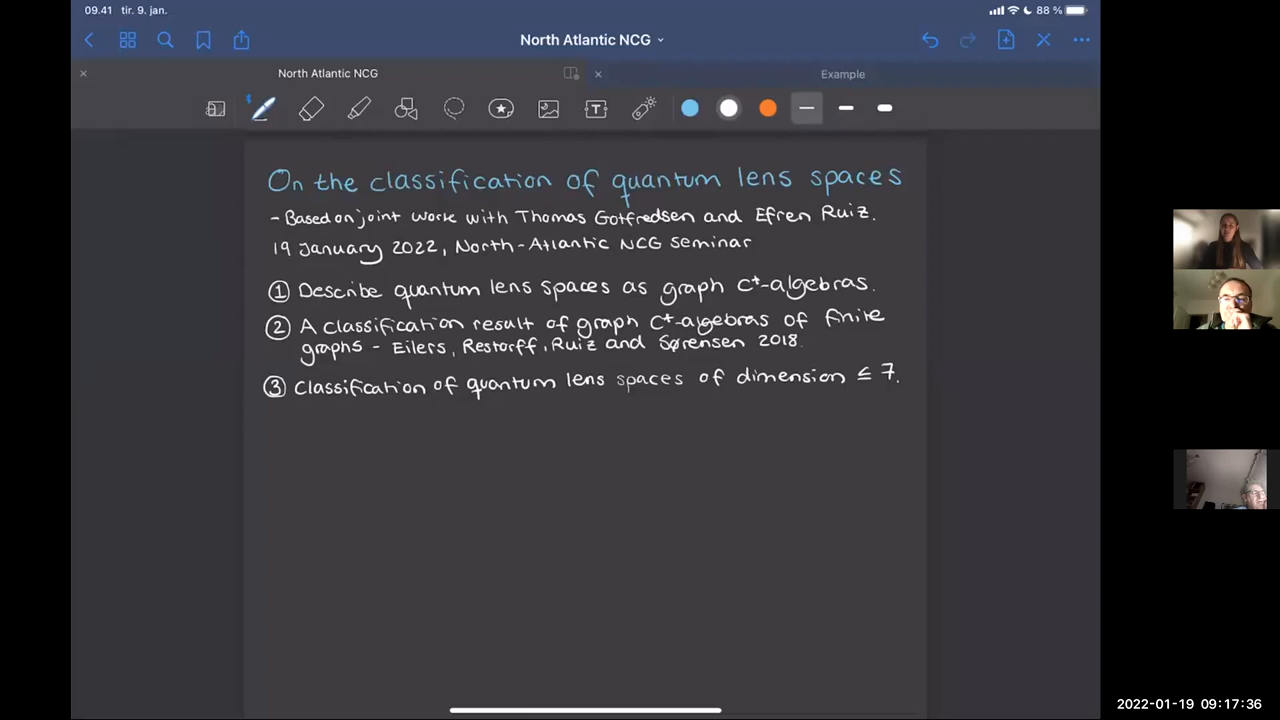 09.41 tir. 9. jan.
88 %
North Atlantic NCG
North Atlantic NCG
Example
On the classification of quantum lens spaces
- Based on joint work with Thomas Gotfredsen and Efren Ruiz.
19 January 2022, North-Atlantic NCG Seminar
① Describe quantum lens spaces as graph C*-algebras.
② A classification result of graph C*-algebras of finite
graphs - Eilers, Restorff, Ruiz and Sørensen 2018.
③ Classification of quantum lens spaces of dimension ≤ 7.
2022-01-19 09:17:36